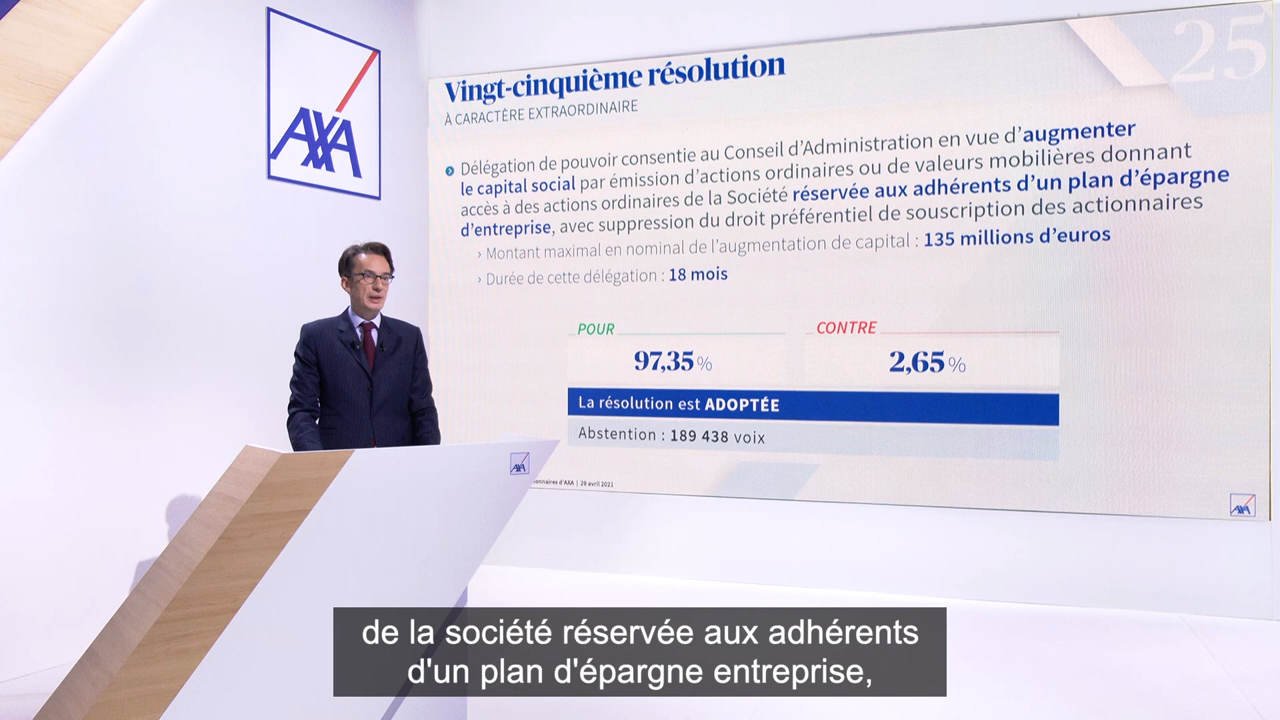 AXA
25
Vingt-cinquième résolution
À CARACTÈRE EXTRAORDINAIRE
Délégation de pouvoir consentie au Conseil d'Administration en vue d'augmenter
le capital social par émission d'actions ordinaires ou de valeurs mobilières donnant
accès à des actions ordinaires de la Société réservée aux adhérents d'un plan d'épargne
d'entreprise, avec suppression du droit préférentiel de souscription des actionnaires
› Montant maximal en nominal de l'augmentation de capital : 135 millions d'euros
› Durée de cette délégation : 18 mois
POUR
CONTRE
97,35 %
2,65 %
La résolution est ADOPTÉE
Abstention : 189 438 voix
d'AXA | 29 avril 2021
AXA
AXA
de la société réservée aux adhérents
d'un plan d'épargne entreprise,